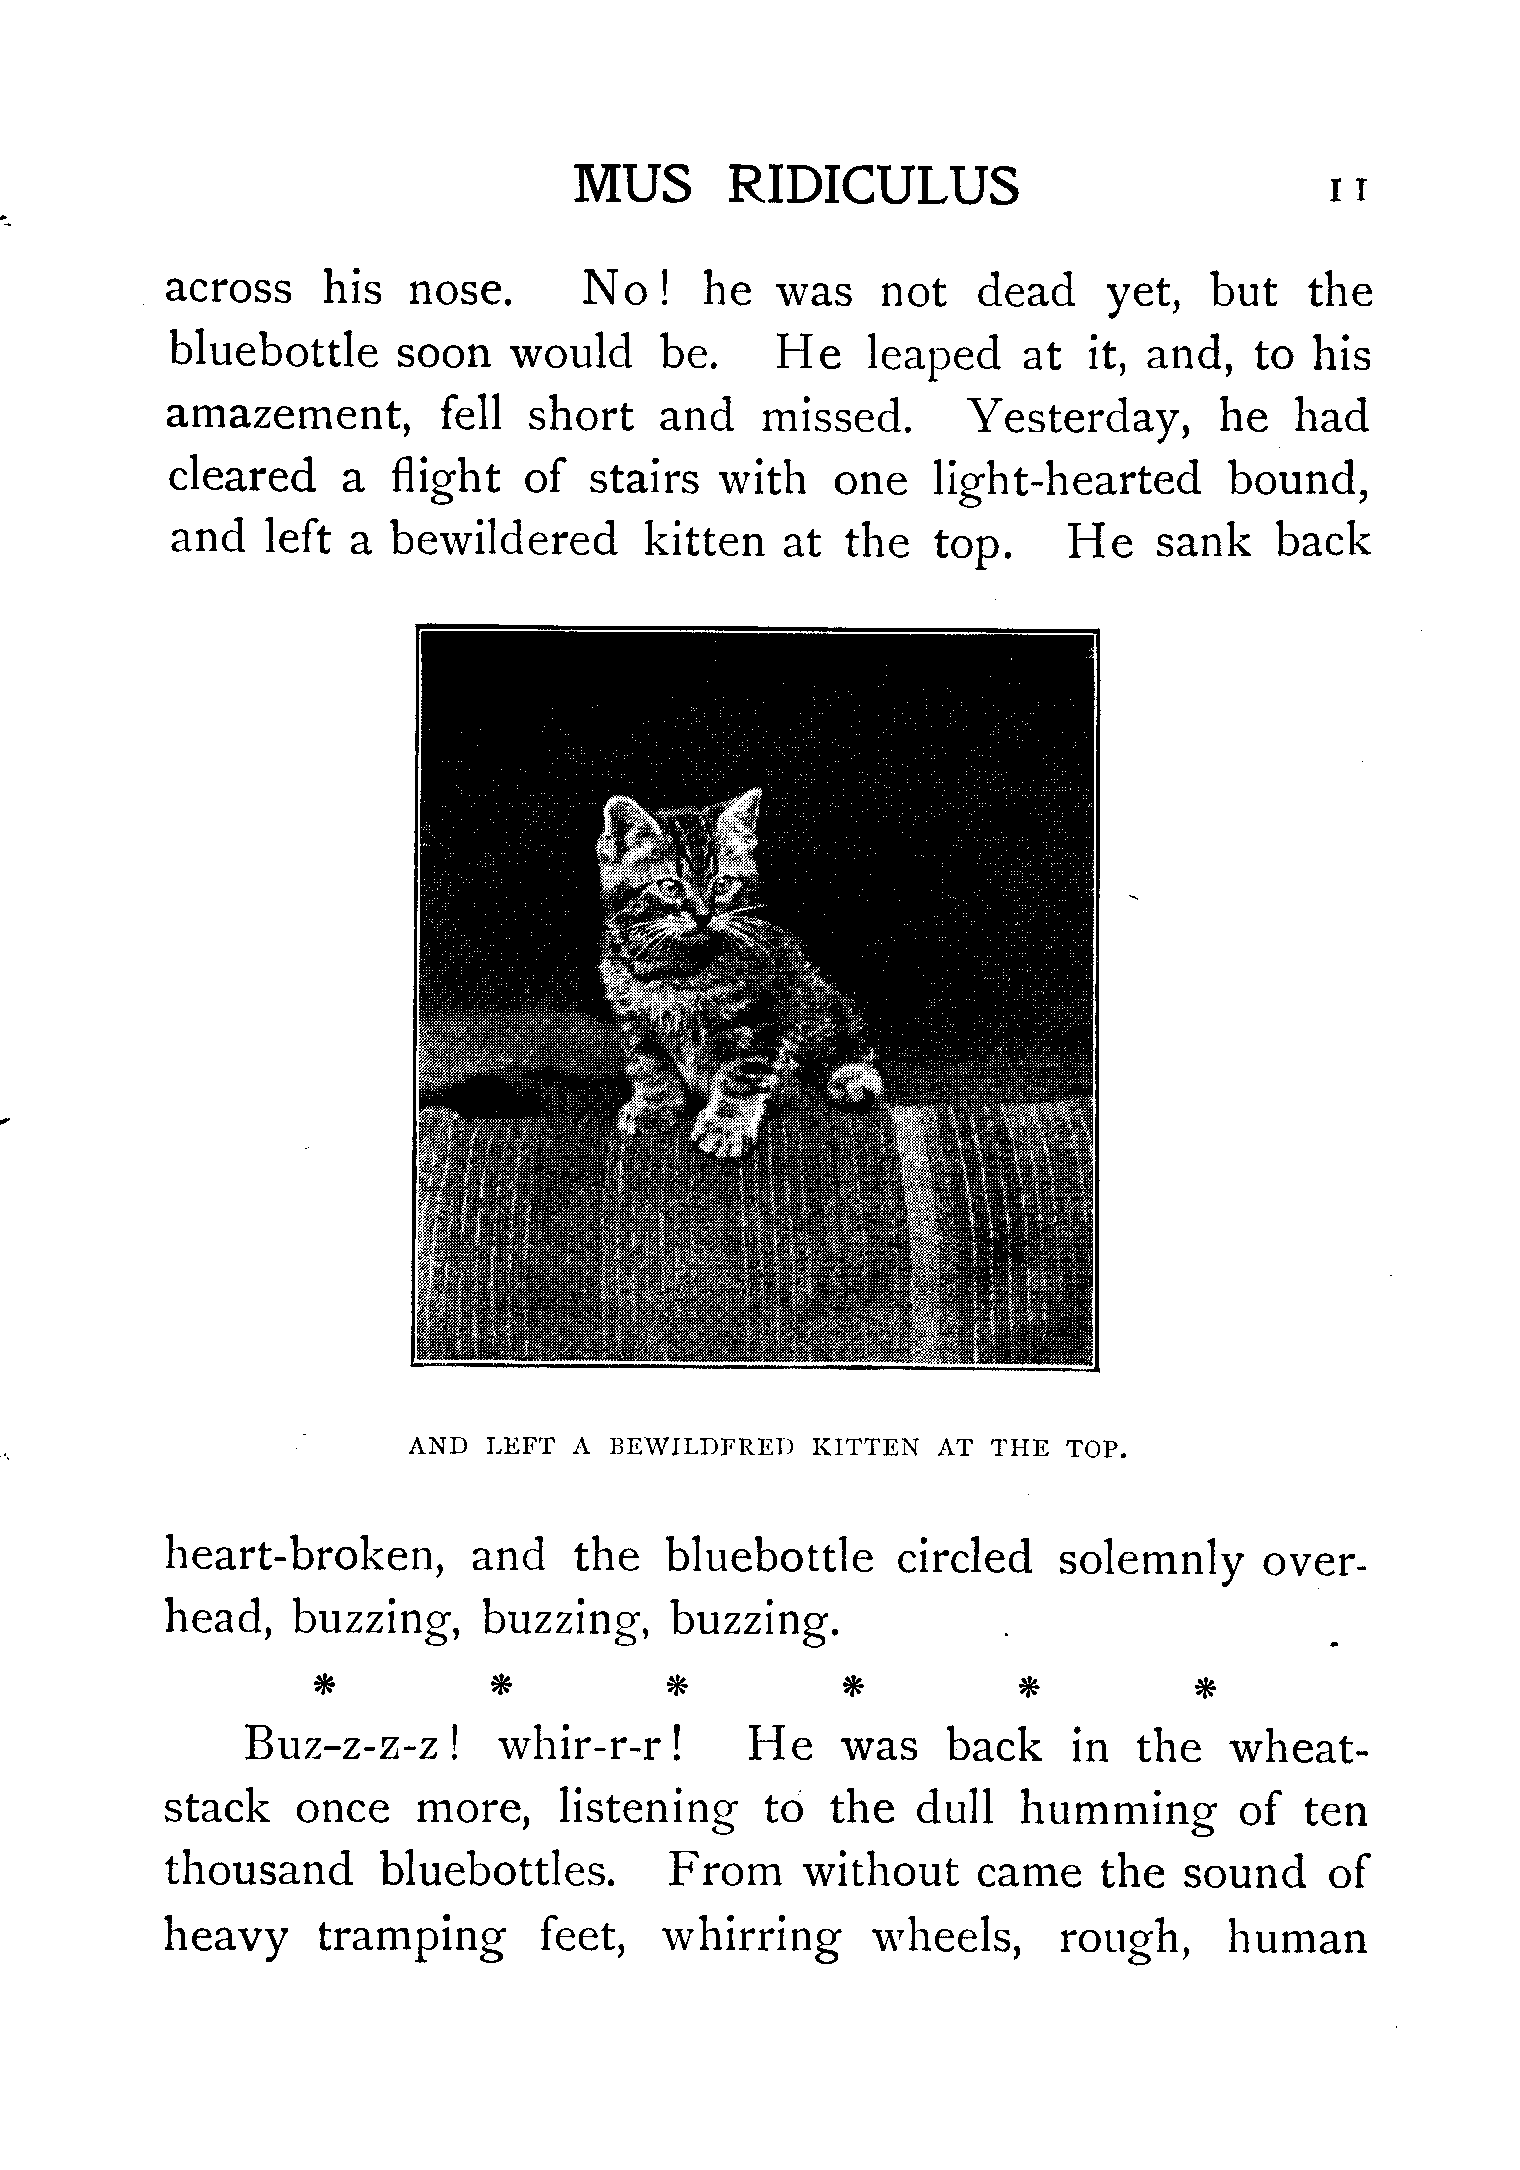 MUS RIDICULUS 11
across his nose. No! he was not dead yet, but the
bluebottle soon would be. He leaped at it, and, to his
amazement, fell short and missed. Yesterday, he had
cleared a flight of stairs with one light-hearted bound,
and left a bewildered kitten at the top. He sank back
AND LEFT A BEWILDERED KITTEN AT THE TOP.
heart-broken, and the bluebottle circled solemnly over-
head, buzzing, buzzing, buzzing.
* * * * * *
Buz-z-z-z! whir-r-r! He was back in the wheat-
stack once more, listening to the dull humming of ten
thousand bluebottles. From without came the sound of
heavy tramping feet, whirring wheels, rough, human